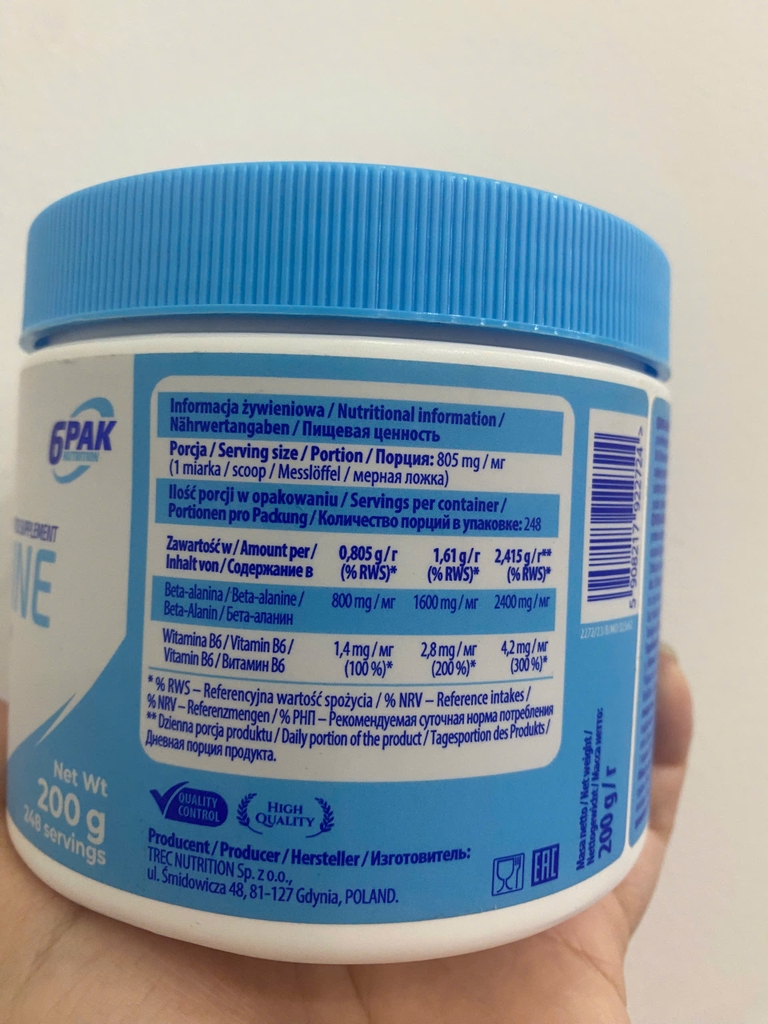 6PAK
NUTRITION
SUPPLEMENT
INE
Net Wt
200 g
248 servings
Informacja żywieniowa / Nutritional information /
Nährwertangaben / Пищевая ценность
Porcja / Serving size / Portion / Порция: 805 mg / мг
(1 miarka / scoop / Messlöffel / мерная ложка)
Ilość porcji w opakowaniu / Servings per container /
Portionen pro Packung / Количество порций в упаковке: 248
Zawartość w / Amount per / 0,805 g / г 1,61 g / г 2,415 g / г**
Inhalt von / Содержание в (% RWS)* (% RWS)* (% RWS)*
Beta-alanina / Beta-alanine / 800 mg / мг 1600 mg / мг 2400 mg / мг
Beta-Alanin / Бета-аланин
Witamina B6 / Vitamin B6 / 1,4 mg / мг 2,8 mg / мг 4,2 mg / мг
Vitamin B6 / Витамин B6 (100 %)* (200 %)* (300 %)*
* % RWS – Referencyjna wartość spożycia / % NRV – Reference intakes /
% NRV – Referenzmengen / % РНП – Рекомендуемая суточная норма потребления
** Dzienna porcja produktu / Daily portion of the product / Tagesportion des Produkts /
Дневная порция продукта.
QUALITY
CONTROL
HIGH
QUALITY
Producent / Producer / Hersteller / Изготовитель:
TREC NUTRITION Sp. z o.o.,
ul. Śmidowicza 48, 81-127 Gdynia, POLAND.
EAC
5 908217 922724 >
Masa netto / Net weight /
Nettogewicht / Масса нетто:
200 g / г